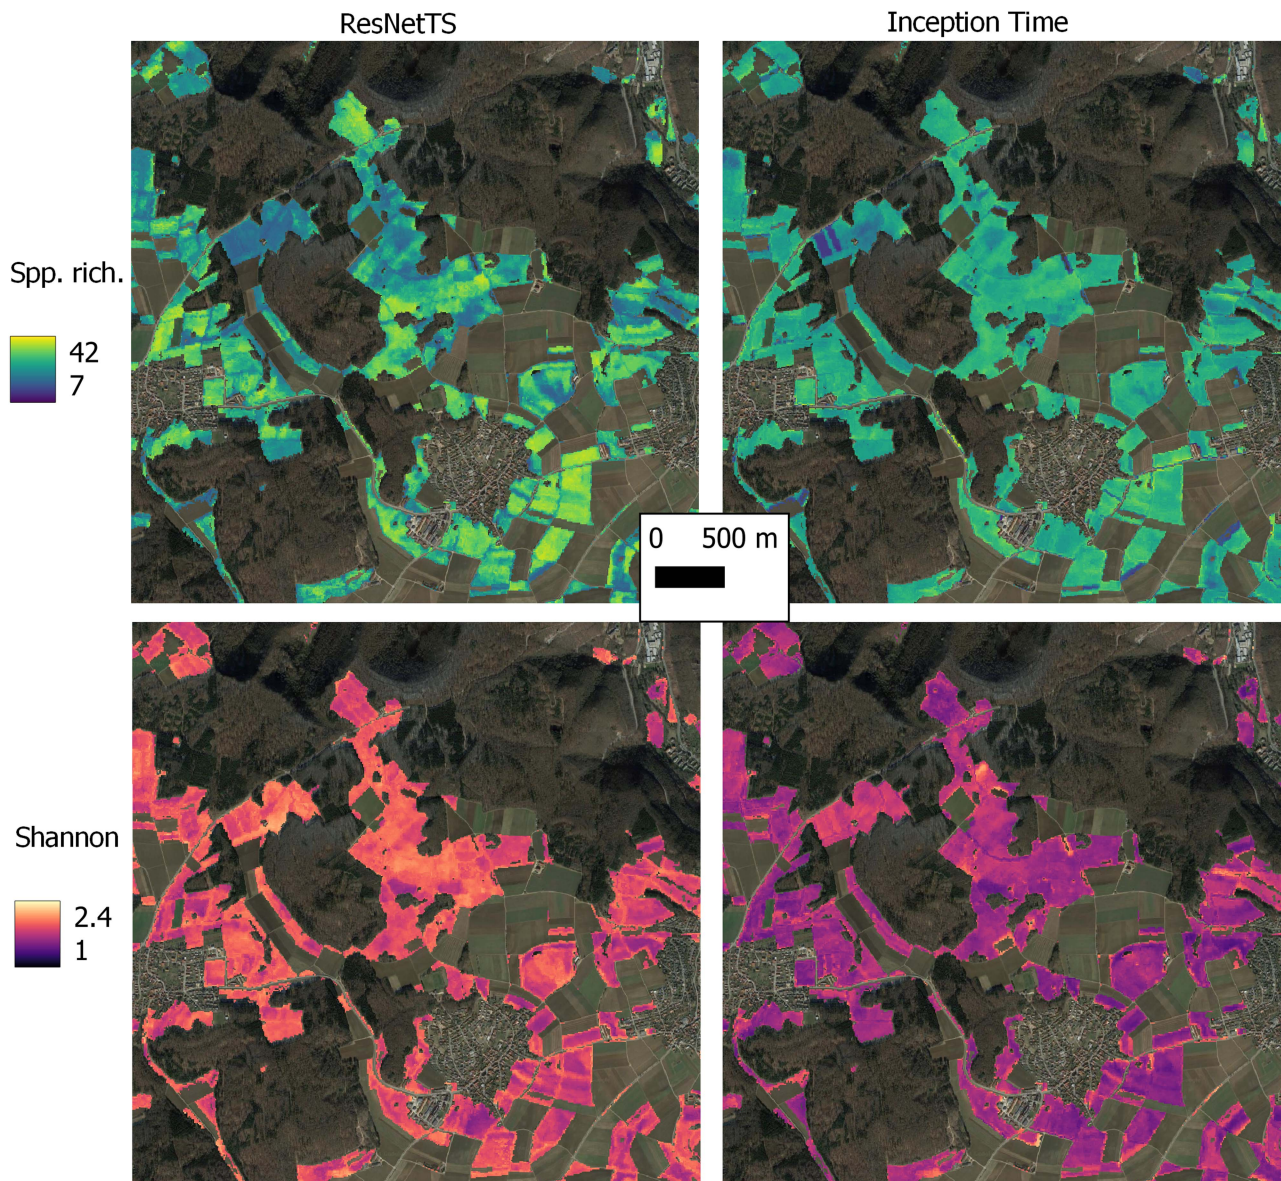 ResNetTS
Inception Time
Spp. rich.
42
7
0 500 m
Shannon
2.4
1